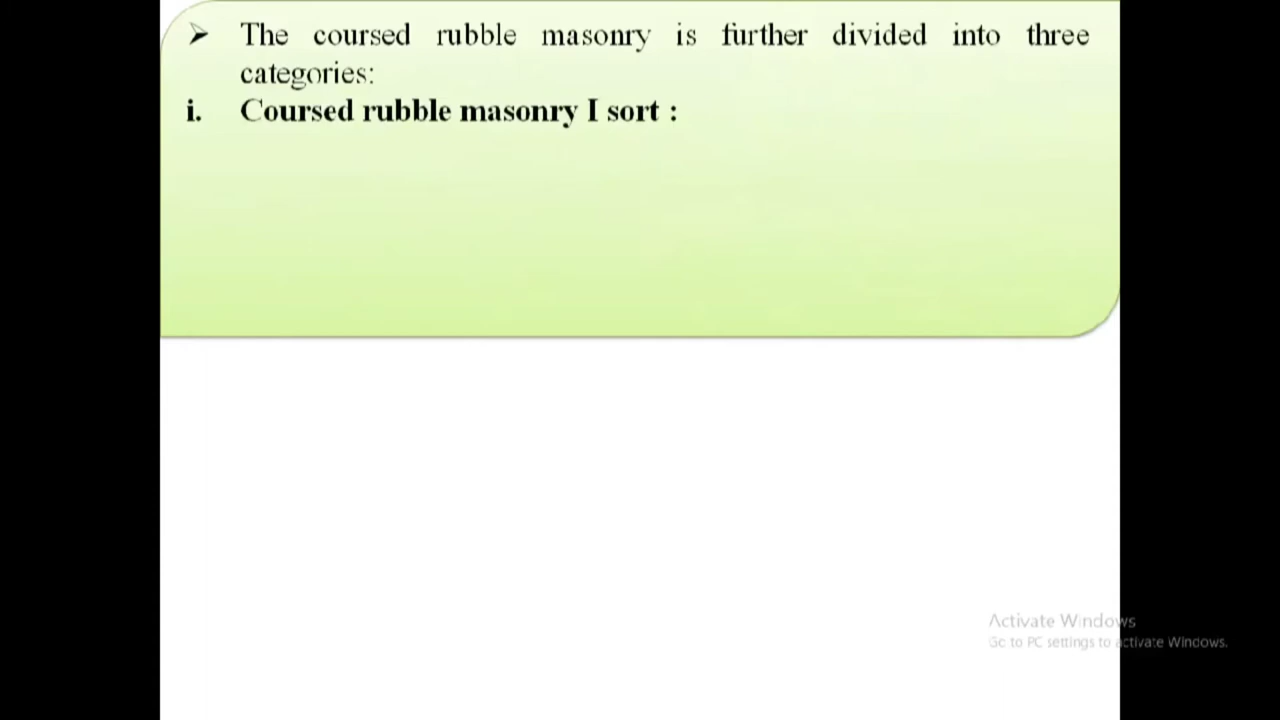 ➢ The coursed rubble masonry is further divided into three
categories:
i. Coursed rubble masonry I sort :
Activate Windows
Go to PC settings to activate Windows.